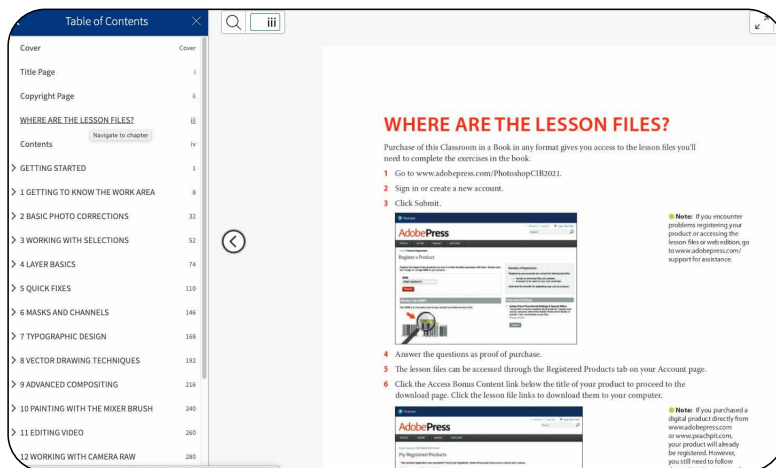 Table of Contents
Cover Cover
Title Page i
Copyright Page ii
WHERE ARE THE LESSON FILES? iii
Navigate to chapter
Contents iv
GETTING STARTED 1
1 GETTING TO KNOW THE WORK AREA 8
2 BASIC PHOTO CORRECTIONS 32
3 WORKING WITH SELECTIONS 52
4 LAYER BASICS 74
5 QUICK FIXES 110
6 MASKS AND CHANNELS 146
7 TYPOGRAPHIC DESIGN 168
8 VECTOR DRAWING TECHNIQUES 192
9 ADVANCED COMPOSITING 216
10 PAINTING WITH THE MIXER BRUSH 240
11 EDITING VIDEO 260
12 WORKING WITH CAMERA RAW 280
iii
WHERE ARE THE LESSON FILES?
Purchase of this Classroom in a Book in any format gives you access to the lesson files you'll
need to complete the exercises in the book.
1 Go to www.adobepress.com/PhotoshopCIB2021.
2 Sign in or create a new account.
3 Click Submit.
AdobePress
Register a Product
Note: If you encounter
problems registering your
product or accessing the
lesson files or web edition, go
to www.adobepress.com/
support for assistance.
4 Answer the questions as proof of purchase.
5 The lesson files can be accessed through the Registered Products tab on your Account page.
6 Click the Access Bonus Content link below the title of your product to proceed to the
download page. Click the lesson file links to download them to your computer.
AdobePress
My Registered Products
Note: If you purchased a
digital product directly from
www.adobepress.com
or www.peachpit.com,
your product will already
be registered. However,
you still need to follow